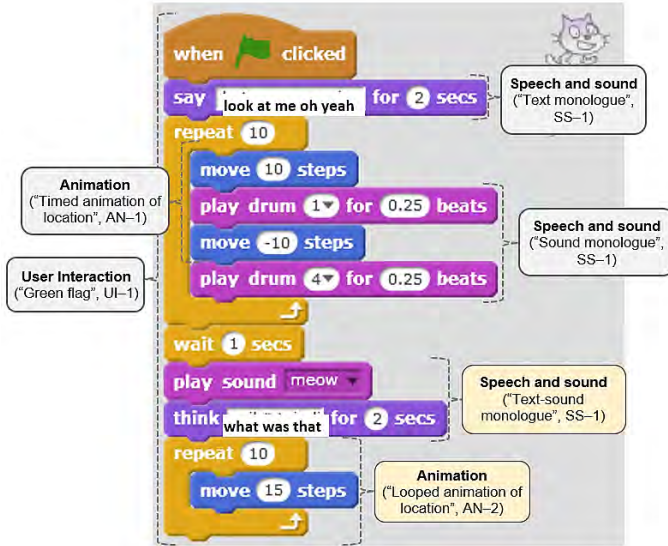 when clicked
say look at me oh yeah for 2 secs
Speech and sound
("Text monologue",
SS–1)
repeat 10
move 10 steps
Animation
("Timed animation of
location", AN–1)
play drum 1 for 0.25 beats
Speech and sound
("Sound monologue",
SS–1)
move -10 steps
User Interaction
("Green flag", UI–1)
play drum 4 for 0.25 beats
wait 1 secs
play sound meow
Speech and sound
("Text-sound
monologue", SS–1)
think what was that for 2 secs
repeat 10
move 15 steps
Animation
("Looped animation of
location", AN–2)